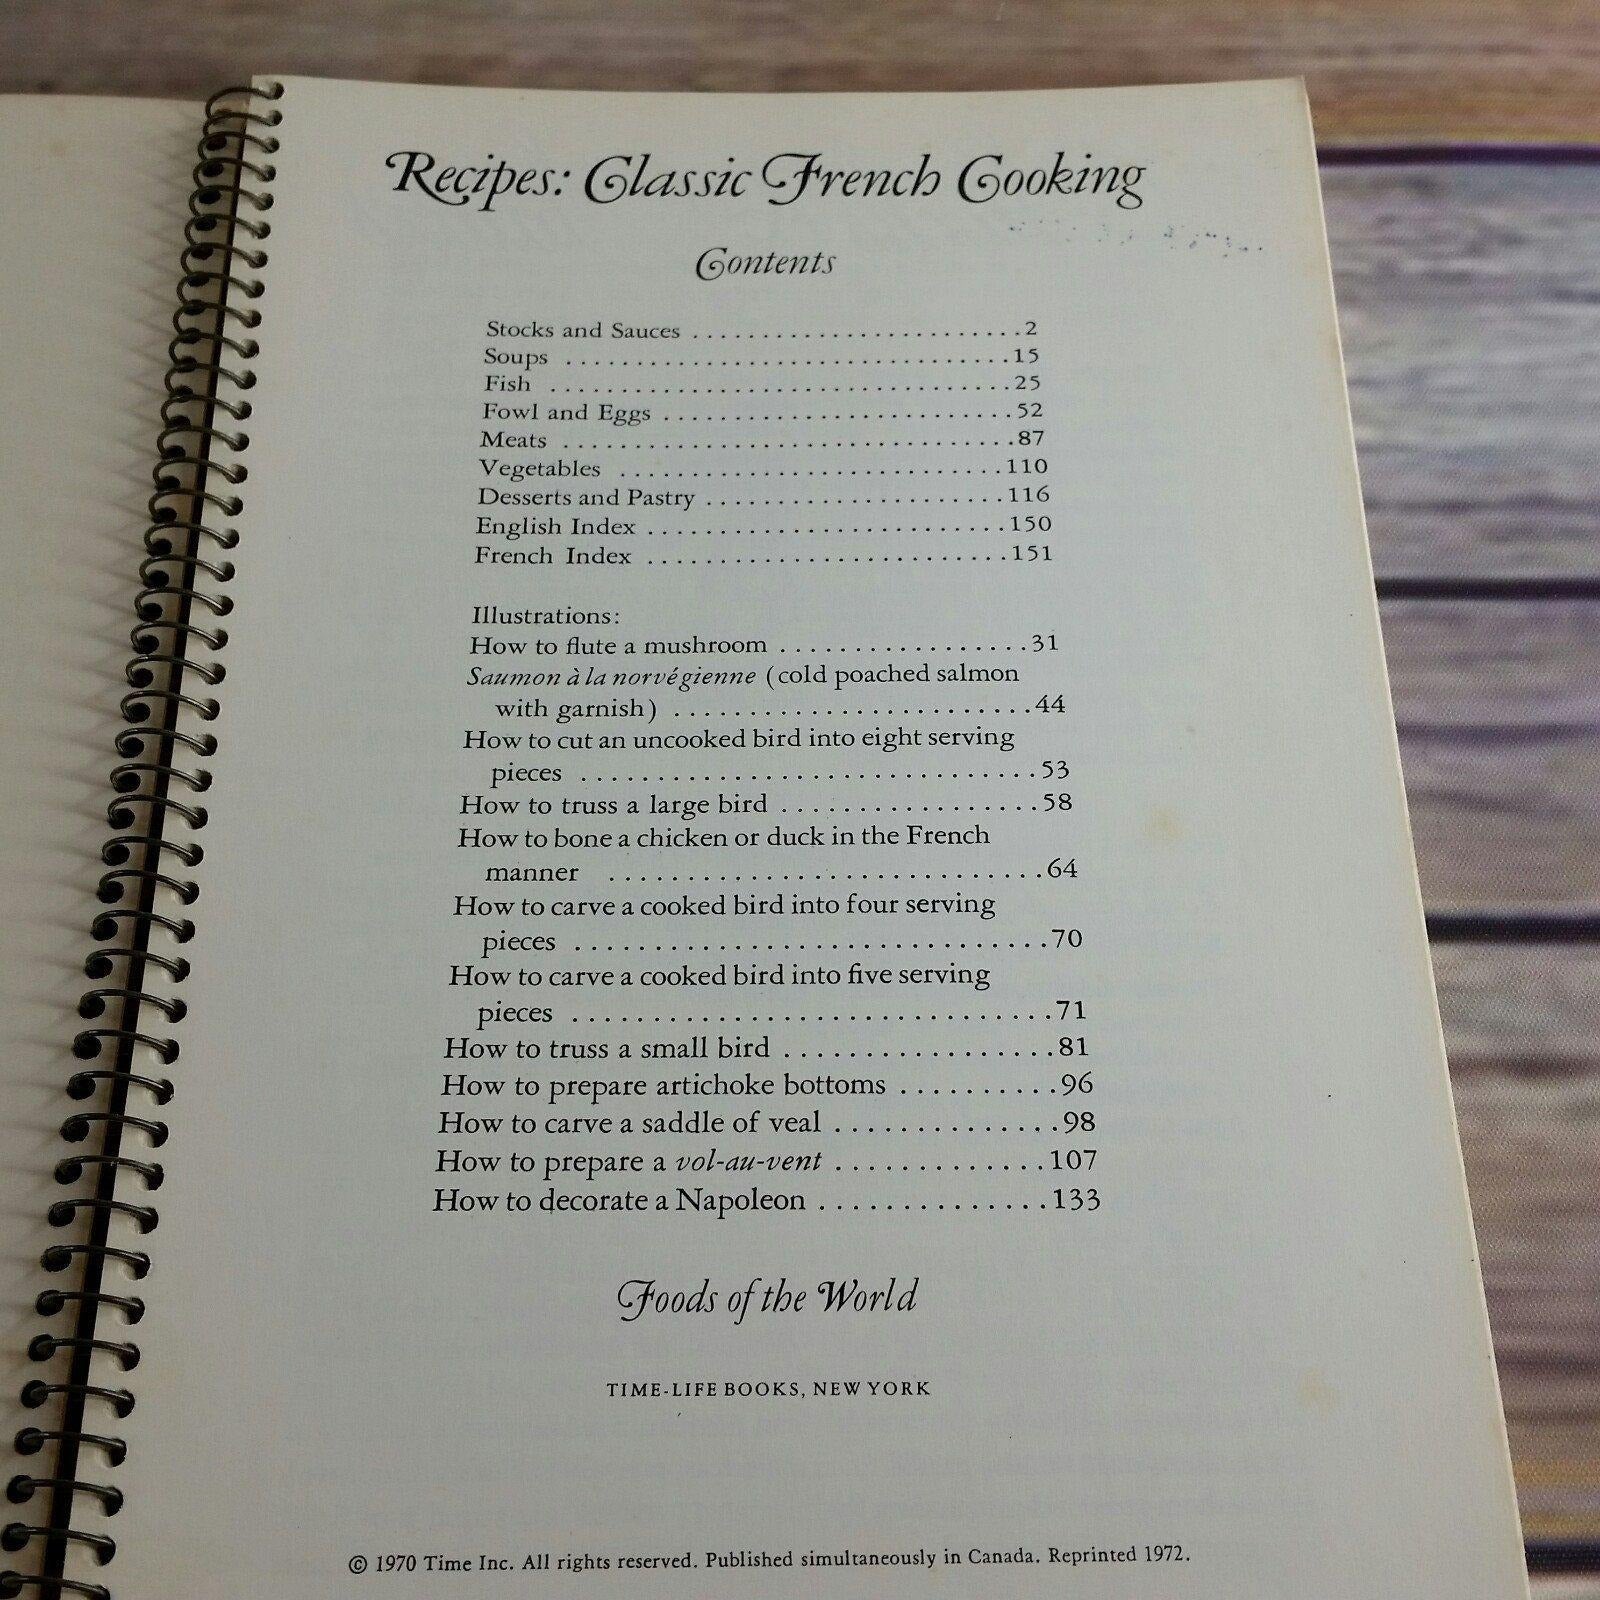 Recipes: Classic French Cooking
Contents
Stocks and Sauces ........................2
Soups .................................15
Fish ..................................25
Fowl and Eggs ..........................52
Meats .................................87
Vegetables ............................110
Desserts and Pastry ......................116
English Index ..........................150
French Index ..........................151
Illustrations:
How to flute a mushroom .................31
Saumon à la norvégienne (cold poached salmon
with garnish) ........................44
How to cut an uncooked bird into eight serving
pieces ..............................53
How to truss a large bird .................58
How to bone a chicken or duck in the French
manner .............................64
How to carve a cooked bird into four serving
pieces ..............................70
How to carve a cooked bird into five serving
pieces ..............................71
How to truss a small bird .................81
How to prepare artichoke bottoms ..........96
How to carve a saddle of veal ..............98
How to prepare a vol-au-vent .............107
How to decorate a Napoleon ..............133
Foods of the World
TIME-LIFE BOOKS, NEW YORK
© 1970 Time Inc. All rights reserved. Published simultaneously in Canada. Reprinted 1972.